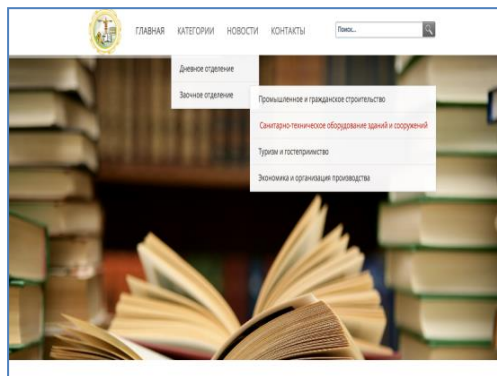 ГЛАВНАЯ КАТЕГОРИИ НОВОСТИ КОНТАКТЫ Поиск...
Дневное отделение
Заочное отделение
Промышленное и гражданское строительство
Санитарно-техническое оборудование зданий и сооружений
Туризм и гостеприимство
Экономика и организация производства